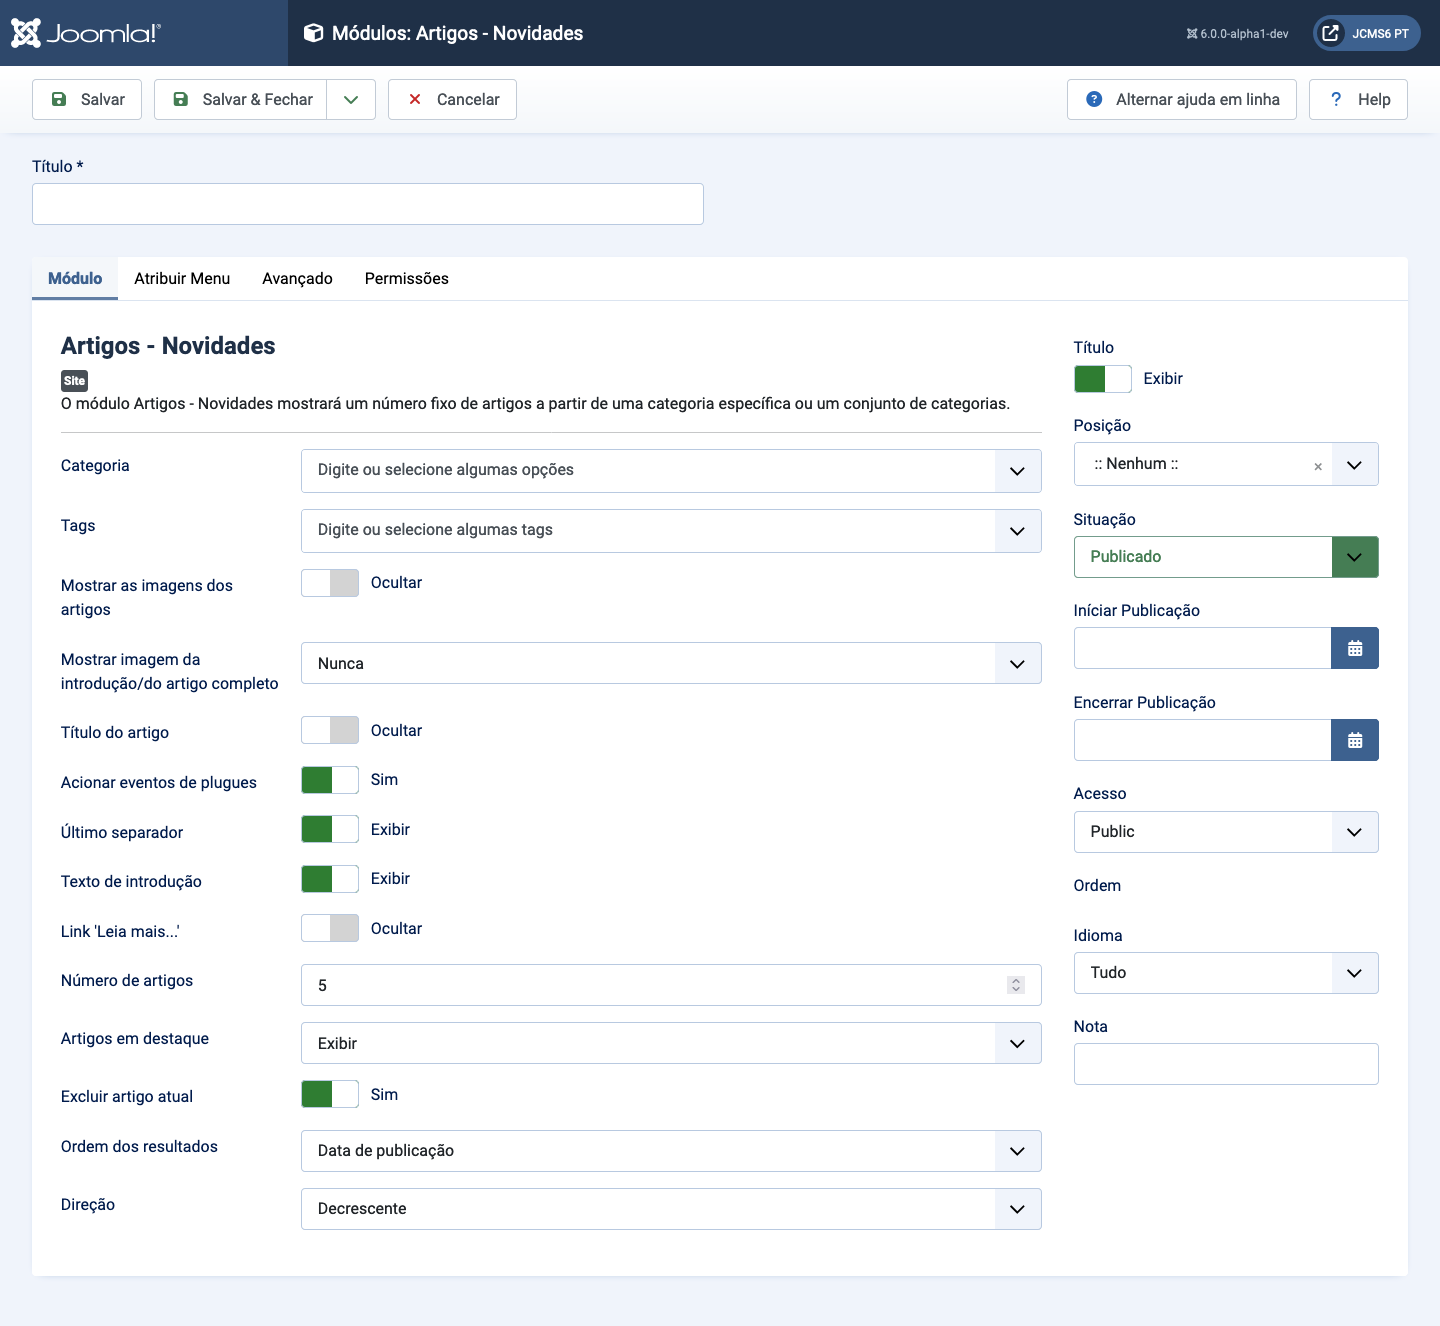 Joomla!®
Módulos: Artigos - Novidades
6.0.0-alpha1-dev
JCMS6 PT
Salvar
Salvar & Fechar
Cancelar
Alternar ajuda em linha
? Help
Título *
Módulo
Atribuir Menu
Avançado
Permissões
Artigos - Novidades
Site
O módulo Artigos - Novidades mostrará um número fixo de artigos a partir de uma categoria específica ou um conjunto de categorias.
Categoria
Digite ou selecione algumas opções
Tags
Digite ou selecione algumas tags
Mostrar as imagens dos
artigos
Ocultar
Mostrar imagem da
introdução/do artigo completo
Nunca
Título do artigo
Ocultar
Acionar eventos de plugues
Sim
Último separador
Exibir
Texto de introdução
Exibir
Link 'Leia mais...'
Ocultar
Número de artigos
5
Artigos em destaque
Exibir
Excluir artigo atual
Sim
Ordem dos resultados
Data de publicação
Direção
Decrescente
Título
Exibir
Posição
:: Nenhum ::
×
Situação
Publicado
Iníciar Publicação
Encerrar Publicação
Acesso
Public
Ordem
Idioma
Tudo
Nota